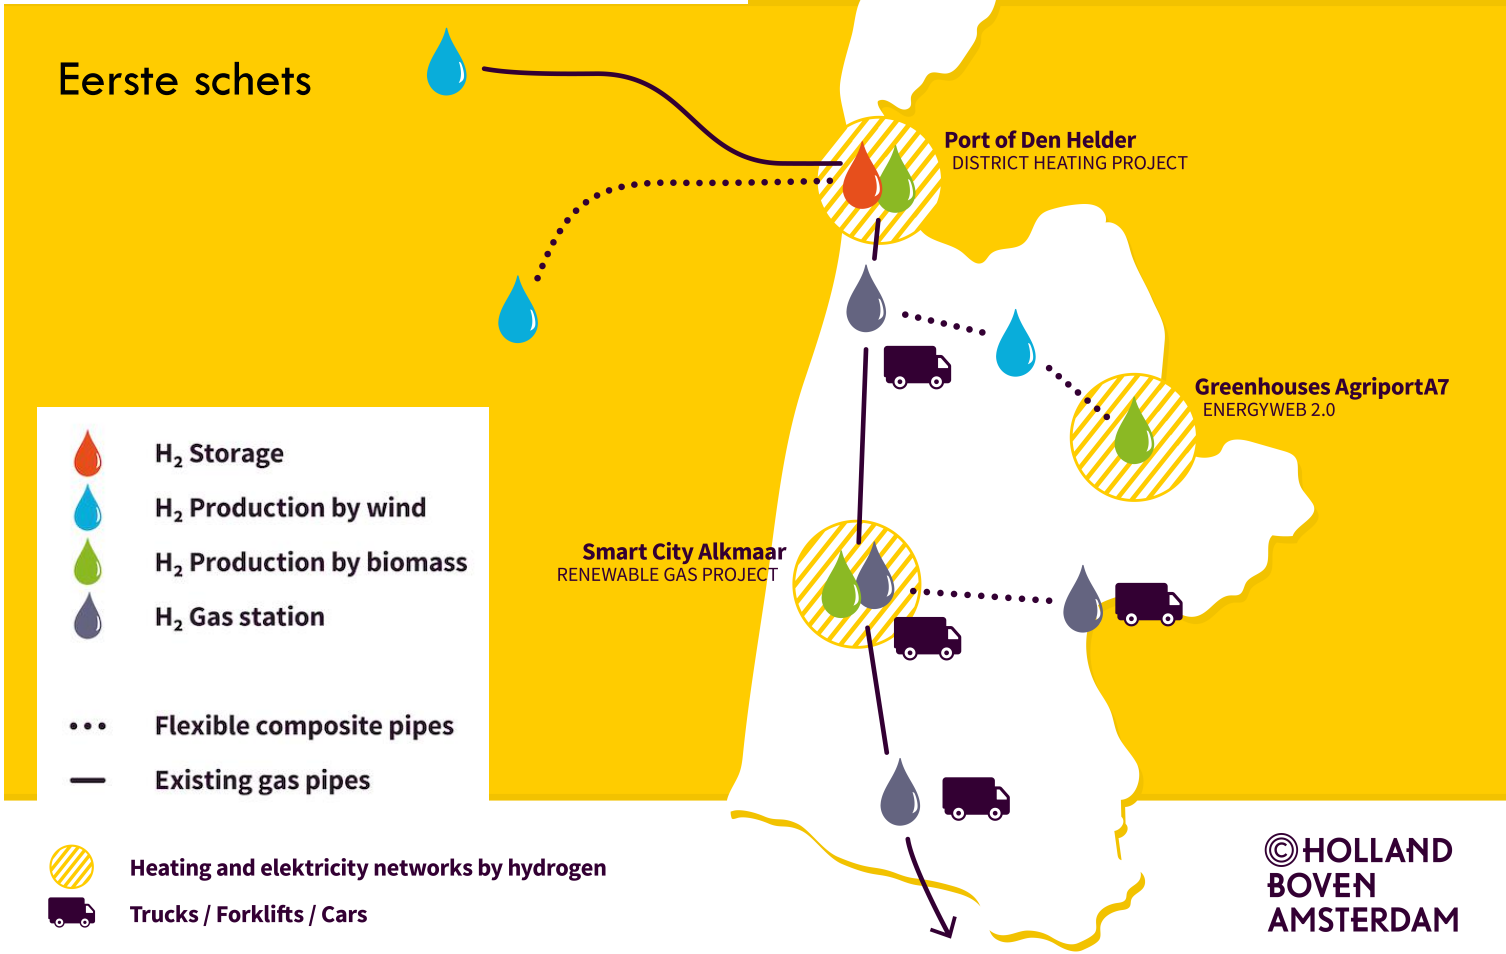 Eerste schets
Port of Den Helder
DISTRICT HEATING PROJECT
Greenhouses AgriportA7
ENERGYWEB 2.0
H₂ Storage
H₂ Production by wind
H₂ Production by biomass
H₂ Gas station
Smart City Alkmaar
RENEWABLE GAS PROJECT
Flexible composite pipes
Existing gas pipes
Heating and elektricity networks by hydrogen
Trucks / Forklifts / Cars
© HOLLAND
BOVEN
AMSTERDAM